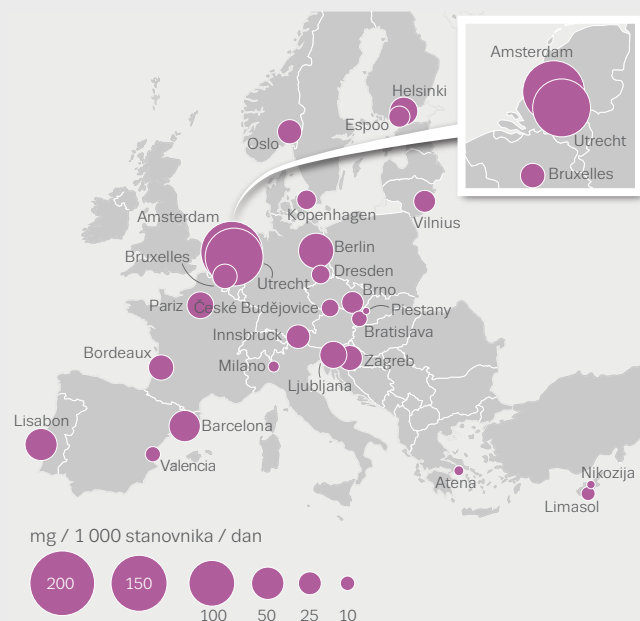 Amsterdam
Utrecht
Bruxelles
Helsinki
Espoo
Oslo
Kopenhagen
Vilnius
Amsterdam
Bruxelles
Berlin
Dresden
Utrecht
Brno
Pariz
České Budějovice
Piestany
Bratislava
Innsbruck
Bordeaux
Milano
Zagreb
Ljubljana
Lisabon
Barcelona
Valencia
Atena
Nikozija
Limasol
mg / 1 000 stanovnika / dan
200 150
100 50 25 10